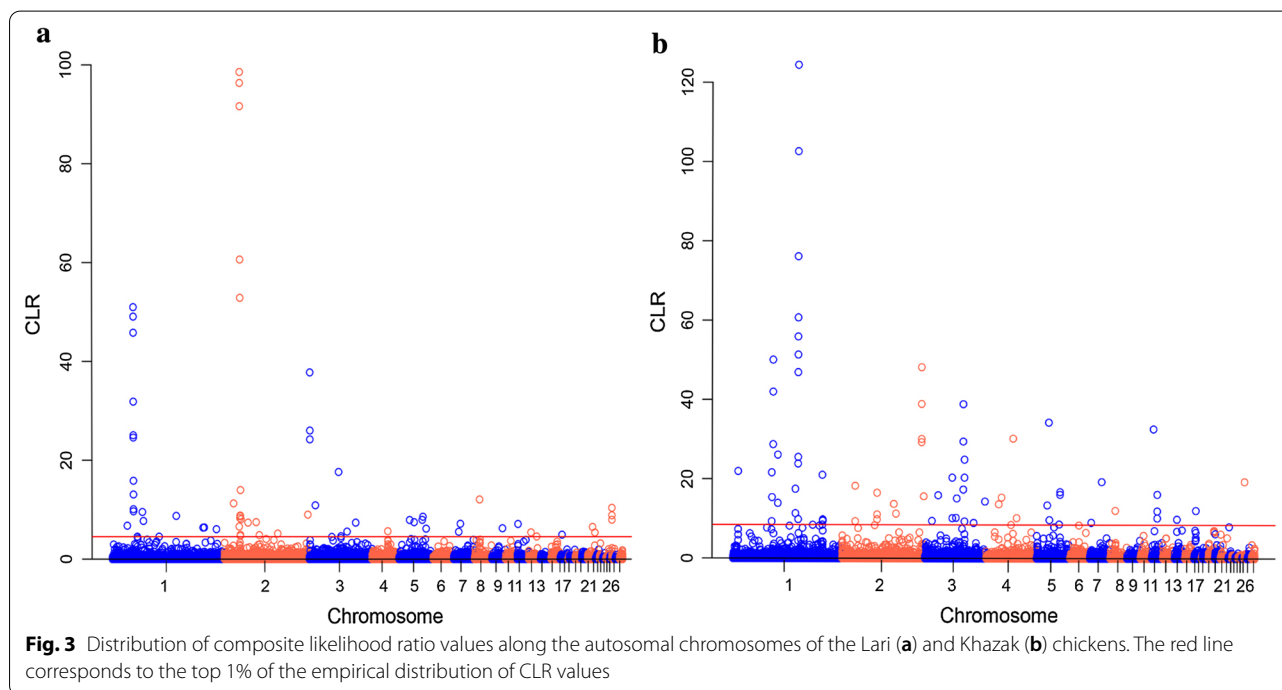 a
100
80
60
40
20
0
CLR
1 2 3 4 5 6 7 8 9 11 13 17 21 26
Chromosome
b
120
100
80
60
40
20
0
CLR
1 2 3 4 5 6 7 8 9 11 13 17 21 26
Chromosome
Fig. 3 Distribution of composite likelihood ratio values along the autosomal chromosomes of the Lari (a) and Khazak (b) chickens. The red line
corresponds to the top 1% of the empirical distribution of CLR values